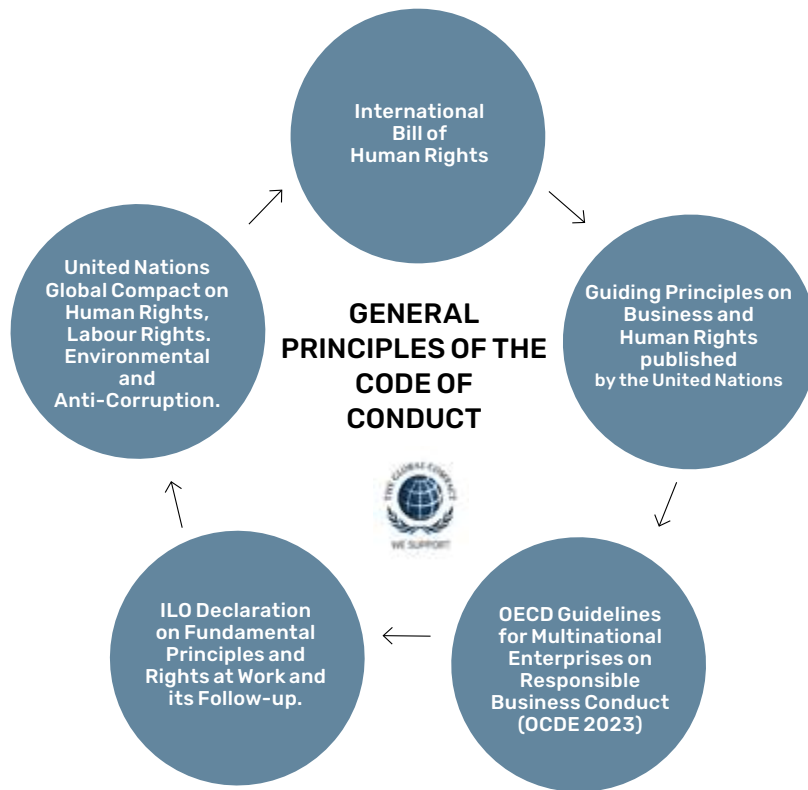 International
Bill of
Human Rights
Guiding Principles on
Business and
Human Rights
published
by the United Nations
OECD Guidelines
for Multinational
Enterprises on
Responsible
Business Conduct
(OCDE 2023)
ILO Declaration
on Fundamental
Principles and
Rights at Work and
its Follow-up.
United Nations
Global Compact on
Human Rights,
Labour Rights.
Environmental
and
Anti-Corruption.
GENERAL
PRINCIPLES OF THE
CODE OF
CONDUCT
THE GLOBAL COMPACT
WE SUPPORT